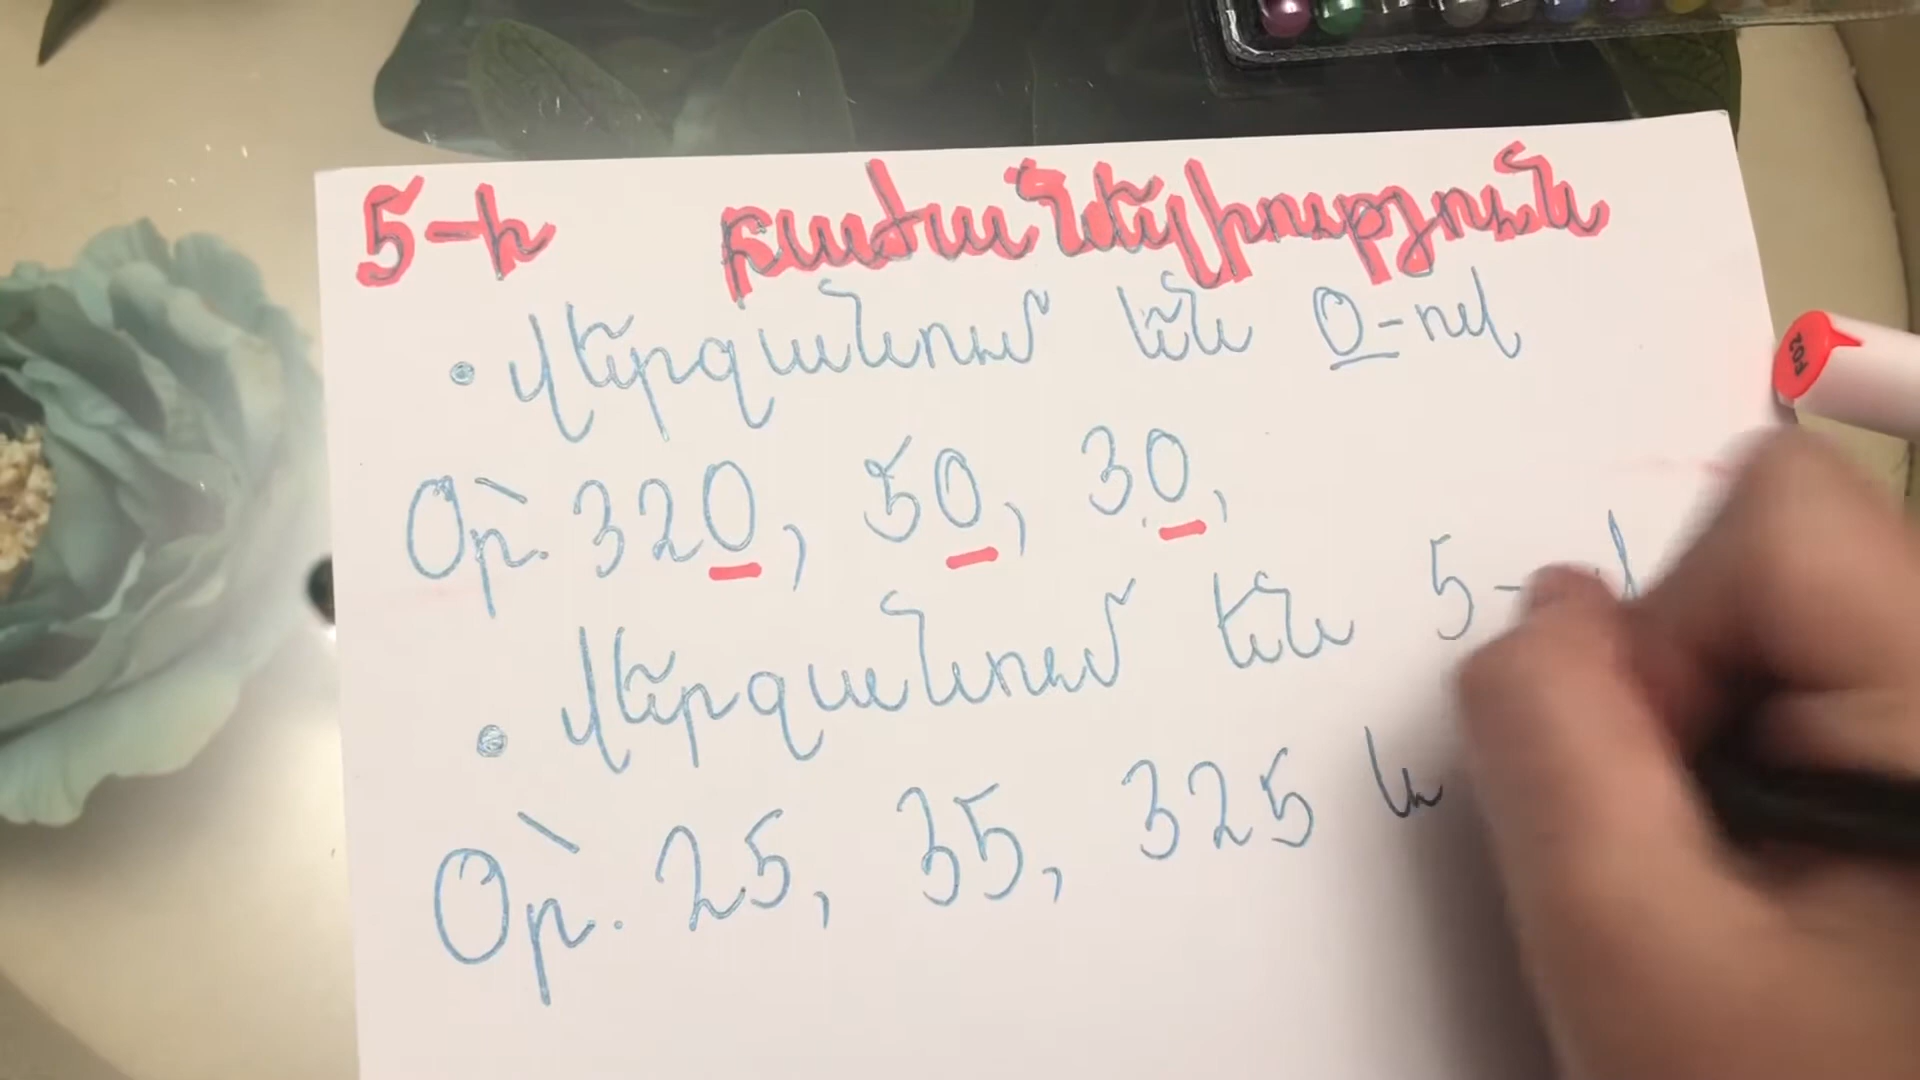 5-ի բաժանելիություն
• վերջանում են 0-ով
Օր՝. 320, 50, 30,
• վերջանում են 5-ով
Օր՝. 25, 35, 325 և
F02